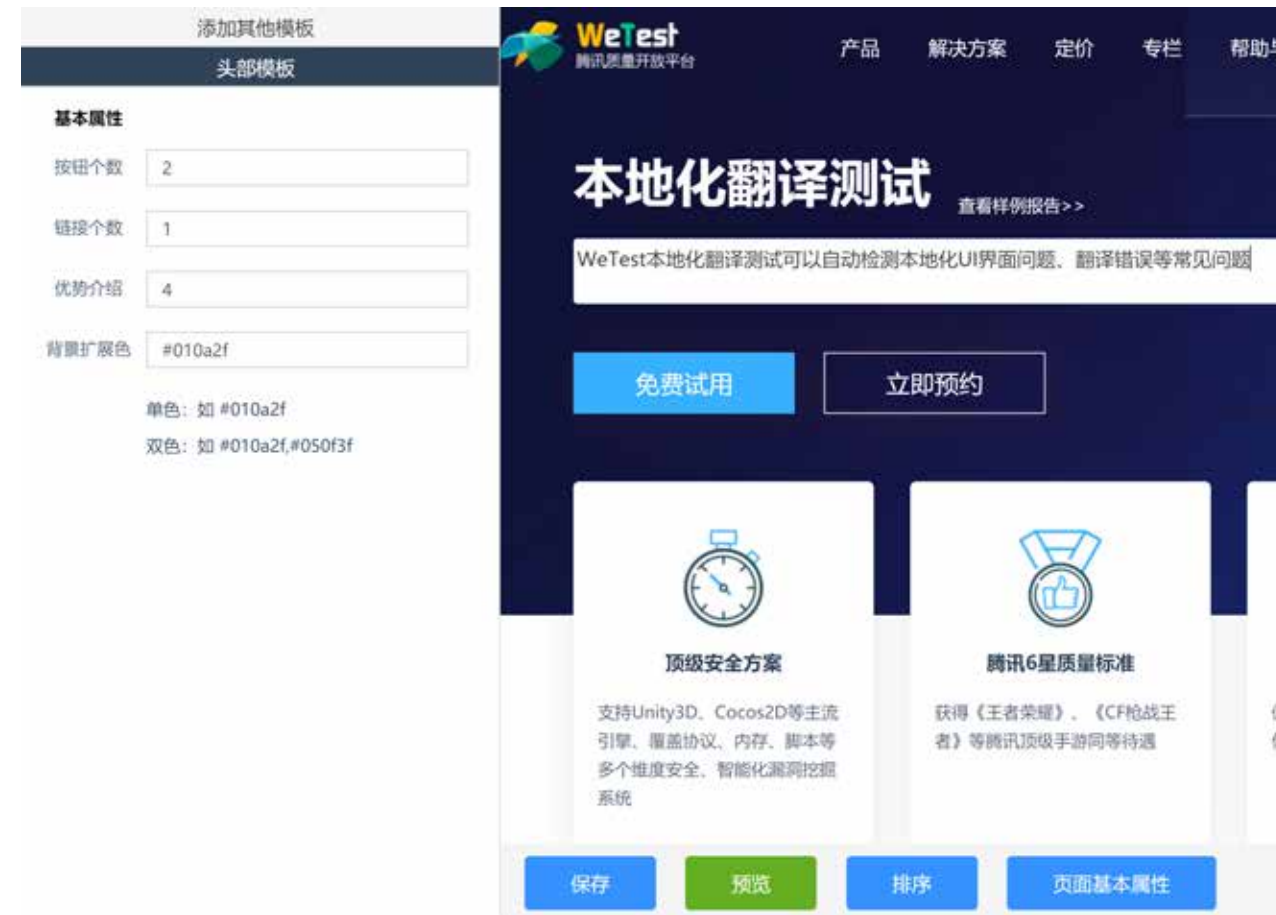 添加其他模板
头部模板
基本属性
按钮个数
2
链接个数
1
优势介绍
4
背景扩展色
#010a2f
单色：如 #010a2f
双色：如 #010a2f,#050f3f
WeTest
腾讯质量开放平台
产品
解决方案
定价
专栏
帮助与
本地化翻译测试
查看样例报告>>
WeTest本地化翻译测试可以自动检测本地化UI界面问题、翻译错误等常见问题
免费试用
立即预约
顶级安全方案
支持Unity3D、Cocos2D等主流
引擎、覆盖协议、内存、脚本等
多个维度安全、智能化漏洞挖掘
系统
腾讯6星质量标准
获得《王者荣耀》、《CF枪战王
者》等腾讯顶级手游同等待遇
保存
预览
排序
页面基本属性